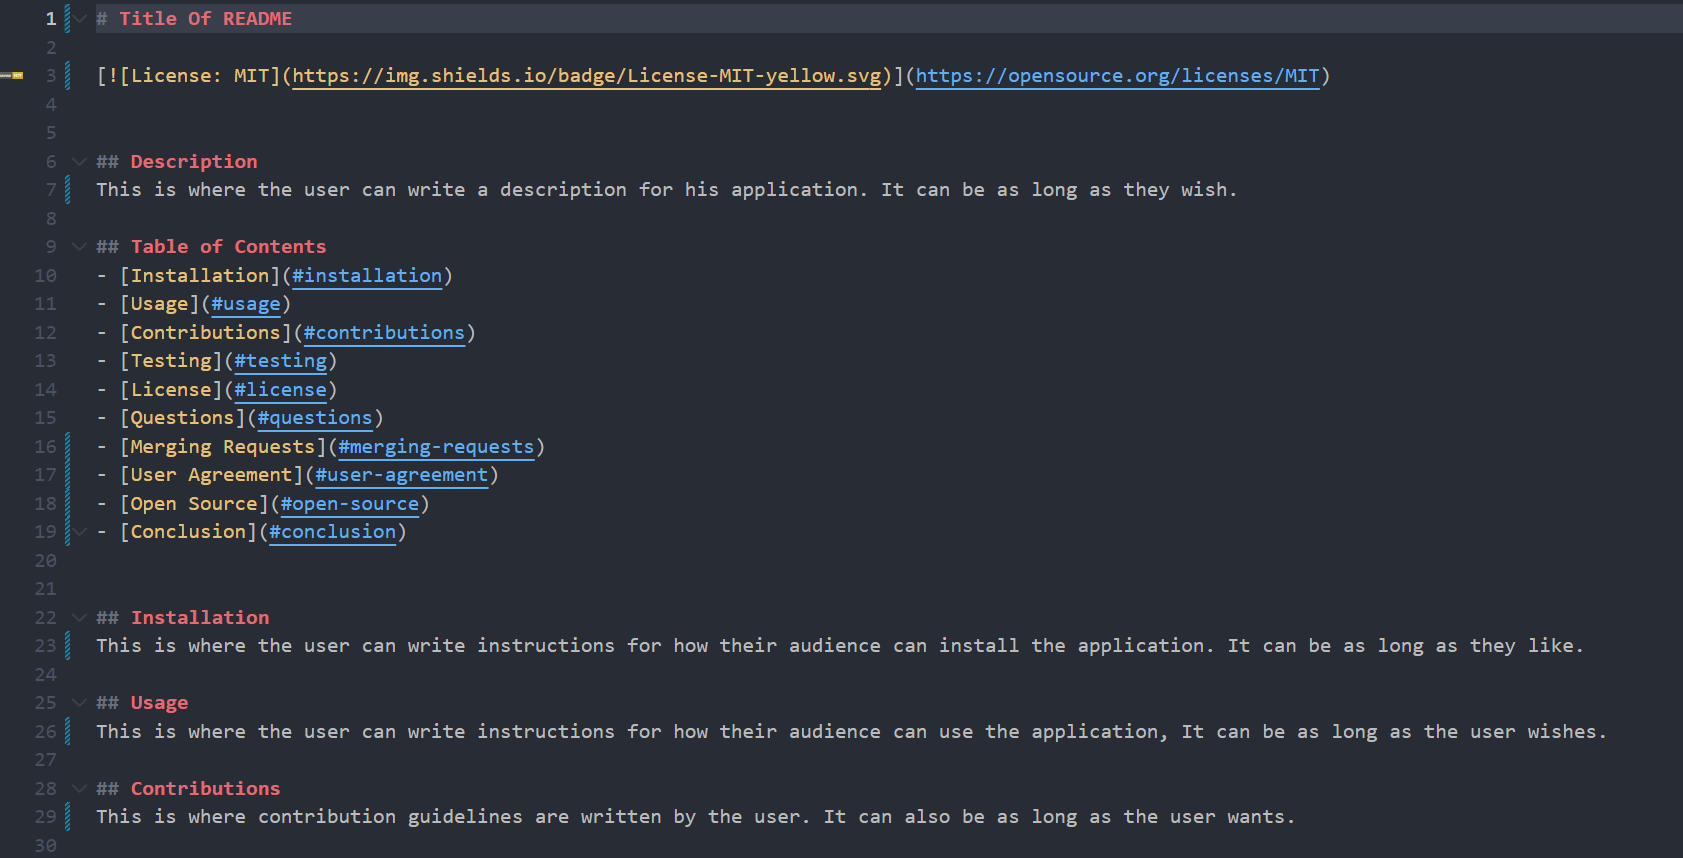 1 # Title Of README
2
3 [![License: MIT](https://img.shields.io/badge/License-MIT-yellow.svg)](https://opensource.org/licenses/MIT)
4
5
6 ## Description
7 This is where the user can write a description for his application. It can be as long as they wish.
8
9 ## Table of Contents
10 - [Installation](#installation)
11 - [Usage](#usage)
12 - [Contributions](#contributions)
13 - [Testing](#testing)
14 - [License](#license)
15 - [Questions](#questions)
16 - [Merging Requests](#merging-requests)
17 - [User Agreement](#user-agreement)
18 - [Open Source](#open-source)
19 - [Conclusion](#conclusion)
20
21
22 ## Installation
23 This is where the user can write instructions for how their audience can install the application. It can be as long as they like.
24
25 ## Usage
26 This is where the user can write instructions for how their audience can use the application, It can be as long as the user wishes.
27
28 ## Contributions
29 This is where contribution guidelines are written by the user. It can also be as long as the user wants.
30